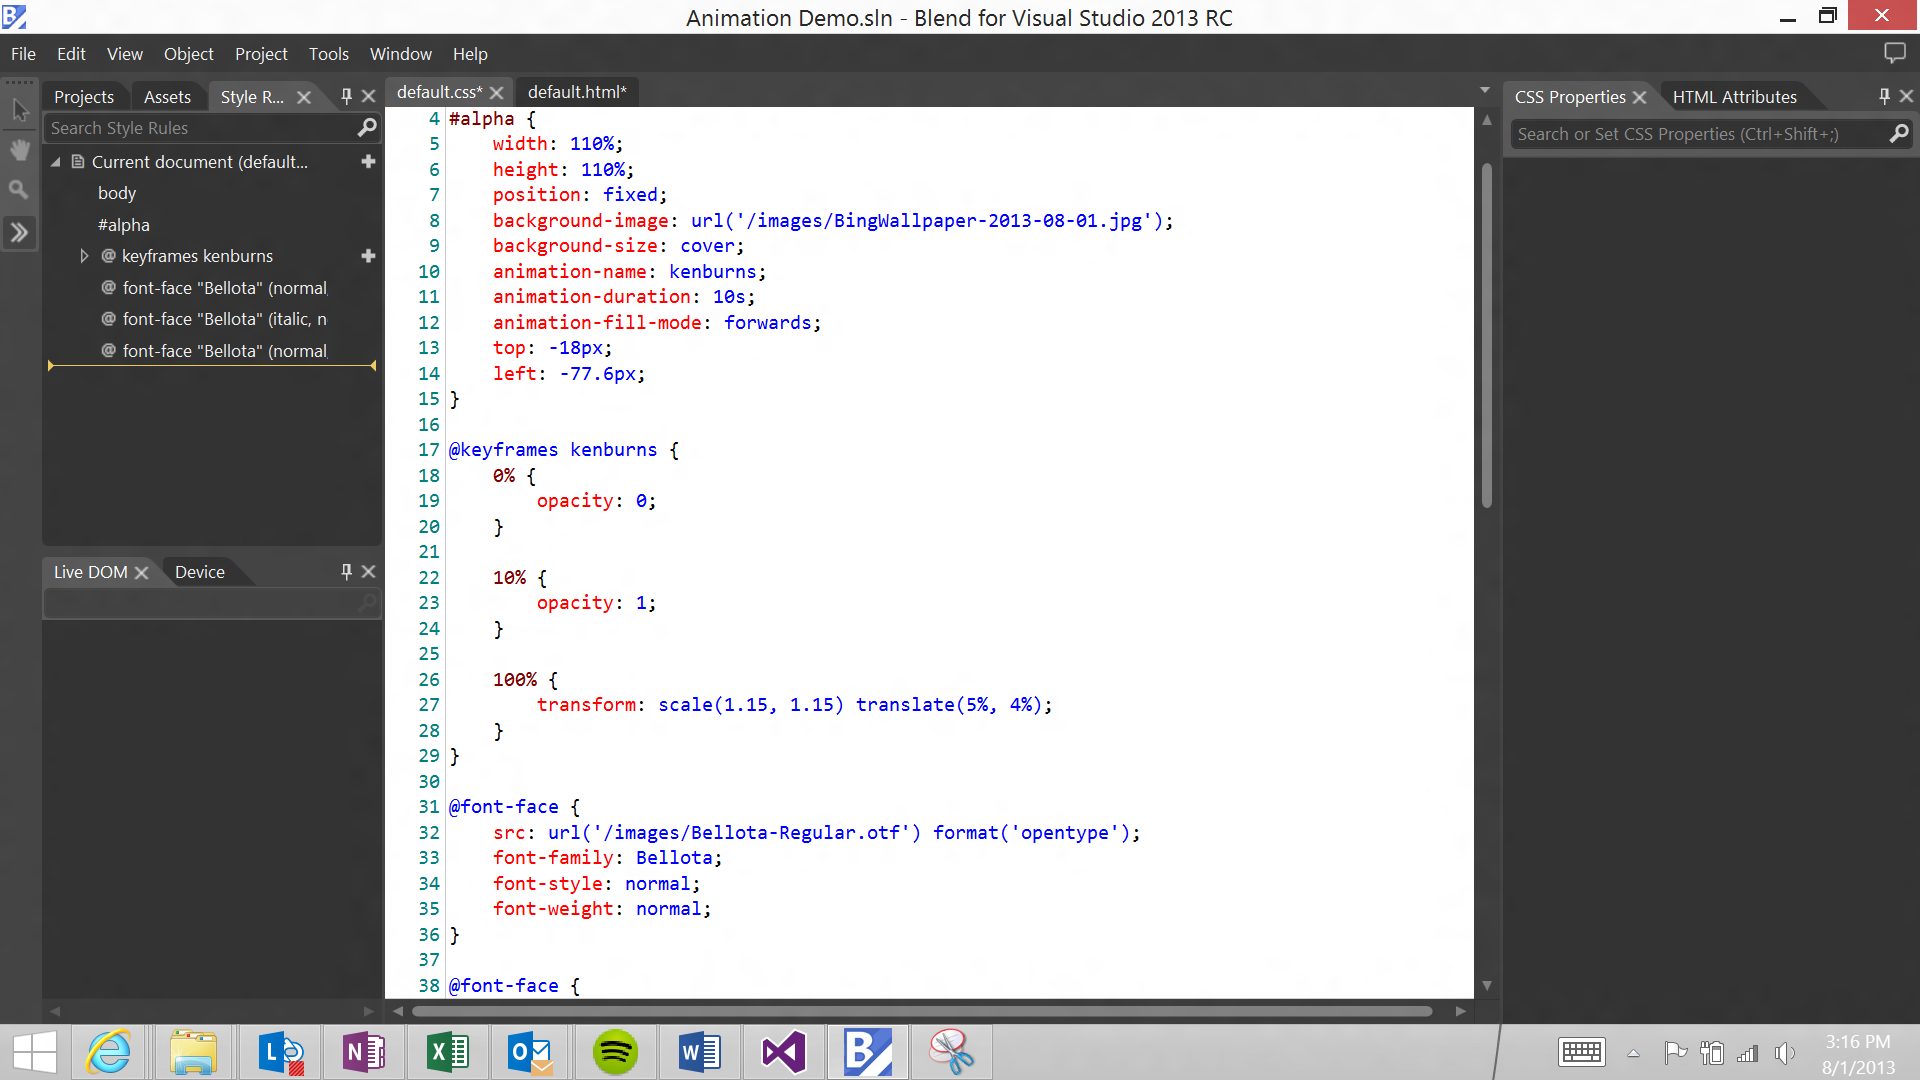 Animation Demo.sln - Blend for Visual Studio 2013 RC
File Edit View Object Project Tools Window Help
Projects Assets Style R...
Search Style Rules
Current document (default...
body
#alpha
@ keyframes kenburns
@ font-face "Bellota" (normal,
@ font-face "Bellota" (italic, n
@ font-face "Bellota" (normal,
Live DOM Device
default.css* default.html*
4 #alpha {
5 width: 110%;
6 height: 110%;
7 position: fixed;
8 background-image: url('/images/BingWallpaper-2013-08-01.jpg');
9 background-size: cover;
10 animation-name: kenburns;
11 animation-duration: 10s;
12 animation-fill-mode: forwards;
13 top: -18px;
14 left: -77.6px;
15 }
16
17 @keyframes kenburns {
18 0% {
19 opacity: 0;
20 }
21
22 10% {
23 opacity: 1;
24 }
25
26 100% {
27 transform: scale(1.15, 1.15) translate(5%, 4%);
28 }
29 }
30
31 @font-face {
32 src: url('/images/Bellota-Regular.otf') format('opentype');
33 font-family: Bellota;
34 font-style: normal;
35 font-weight: normal;
36 }
37
38 @font-face {
CSS Properties HTML Attributes
Search or Set CSS Properties (Ctrl+Shift+;)
3:16 PM
8/1/2013